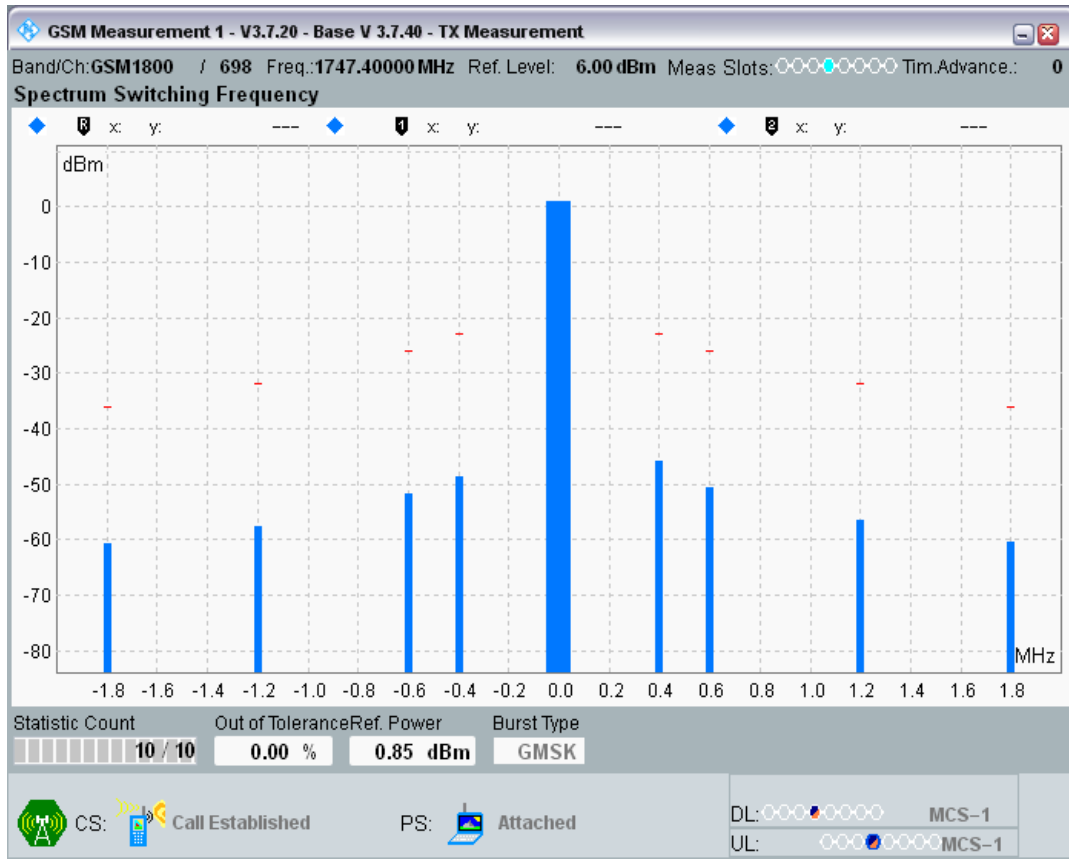 GSM Measurement 1 - V3.7.20 - Base V 3.7.40 - TX Measurement
Band/Ch:GSM1800 / 698 Freq.:1747.40000 MHz Ref. Level: 6.00 dBm Meas Slots: Tim.Advance.: 0
Spectrum Switching Frequency
R x: y: --- 1 x: y: --- 2 x: y: ---
dBm
0
-10
-20
-30
-40
-50
-60
-70
-80
MHz
-1.8 -1.6 -1.4 -1.2 -1.0 -0.8 -0.6 -0.4 -0.2 0.0 0.2 0.4 0.6 0.8 1.0 1.2 1.4 1.6 1.8
Statistic Count Out of Tolerance Ref. Power Burst Type
10 / 10 0.00 % 0.85 dBm GMSK
CS: Call Established PS: Attached
DL: MCS-1
UL: MCS-1